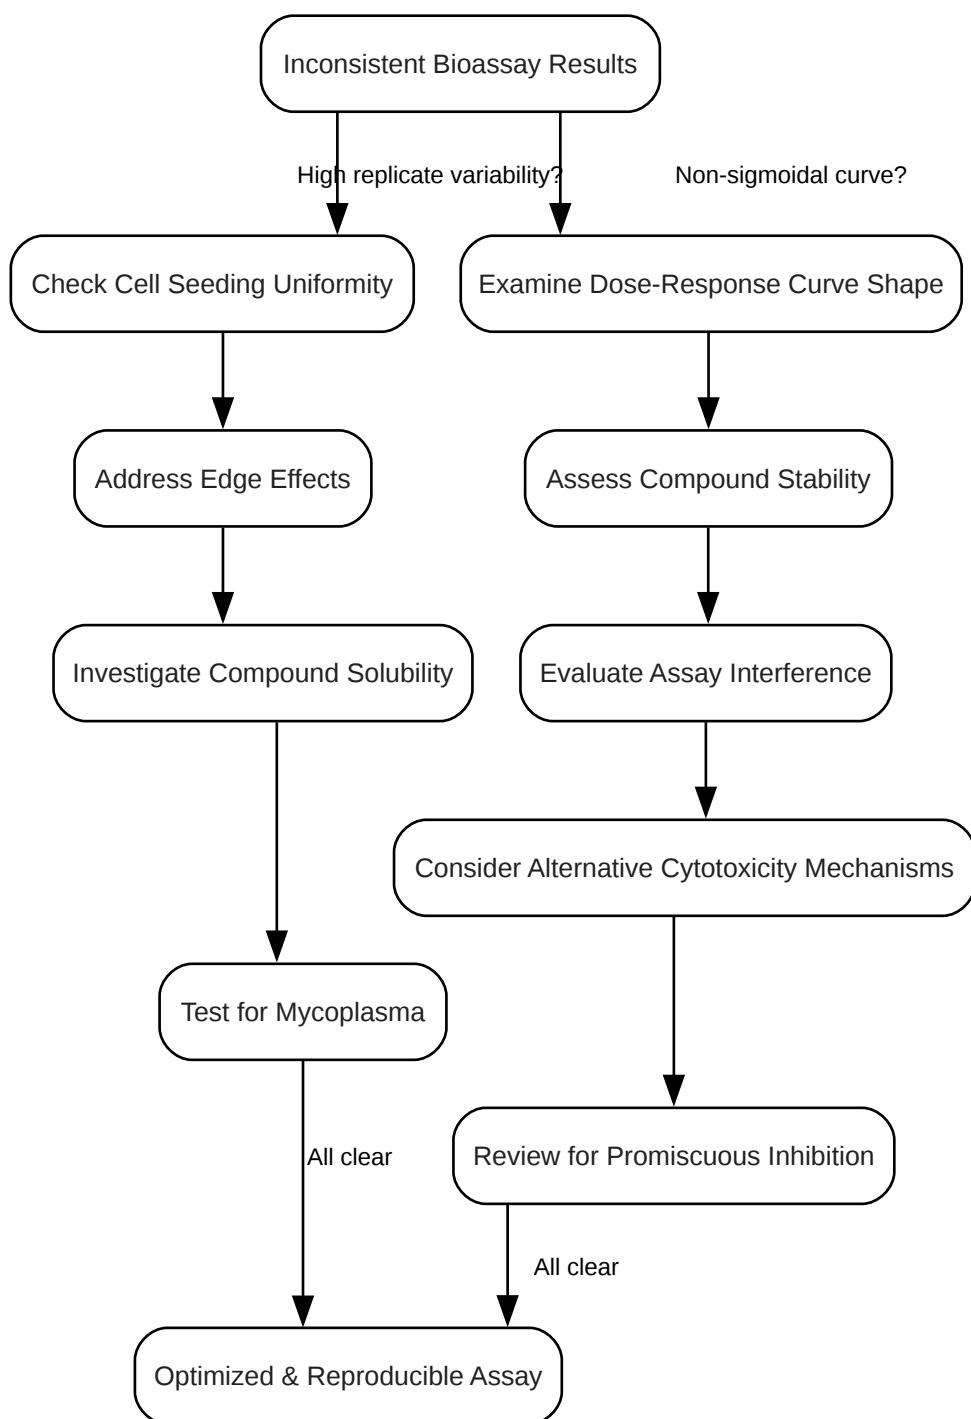 Inconsistent Bioassay Results
High replicate variability?
Non-sigmoidal curve?
Check Cell Seeding Uniformity
Examine Dose-Response Curve Shape
Address Edge Effects
Assess Compound Stability
Investigate Compound Solubility
Evaluate Assay Interference
Consider Alternative Cytotoxicity Mechanisms
Test for Mycoplasma
All clear
Review for Promiscuous Inhibition
All clear
Optimized & Reproducible Assay